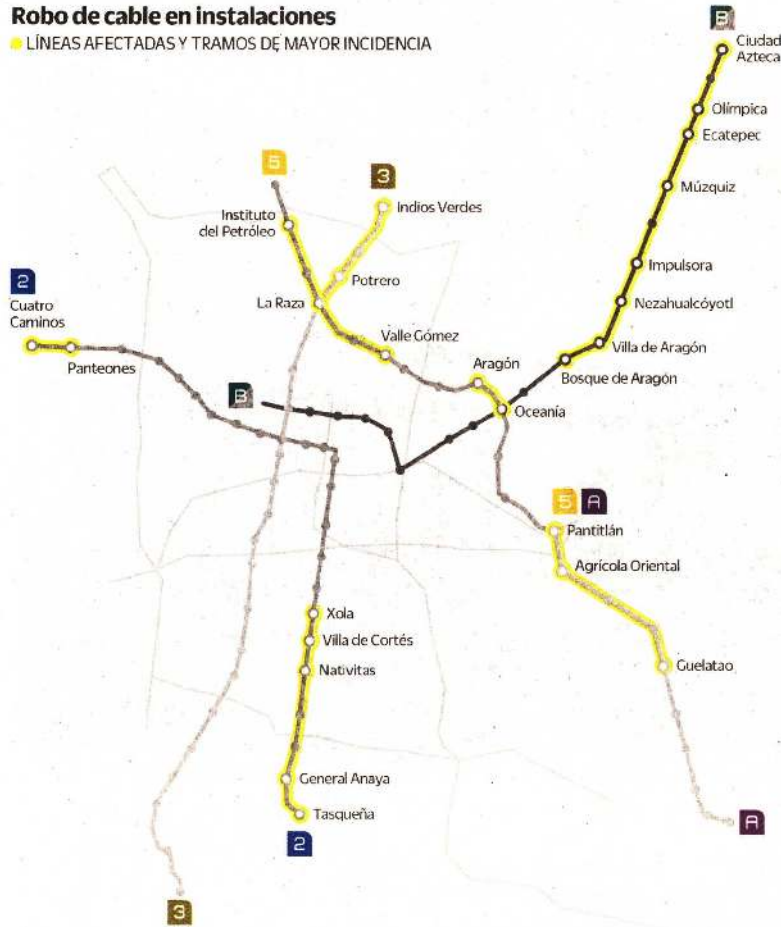 Robo de cable en instalaciones
LÍNEAS AFECTADAS Y TRAMOS DE MAYOR INCIDENCIA
B
Ciudad
Azteca
Olímpica
Ecatepec
5
3
Múzquiz
Indios Verdes
Instituto
del Petróleo
Impulsora
2
Potrero
Cuatro
Caminos
La Raza
Nezahualcóyotl
Valle Gómez
Villa de Aragón
Panteones
Aragón
Bosque de Aragón
B
Oceanía
5 A
Pantitlán
Agrícola Oriental
Xola
Villa de Cortés
Guelatao
Nativitas
General Anaya
Tasqueña
A
2
3